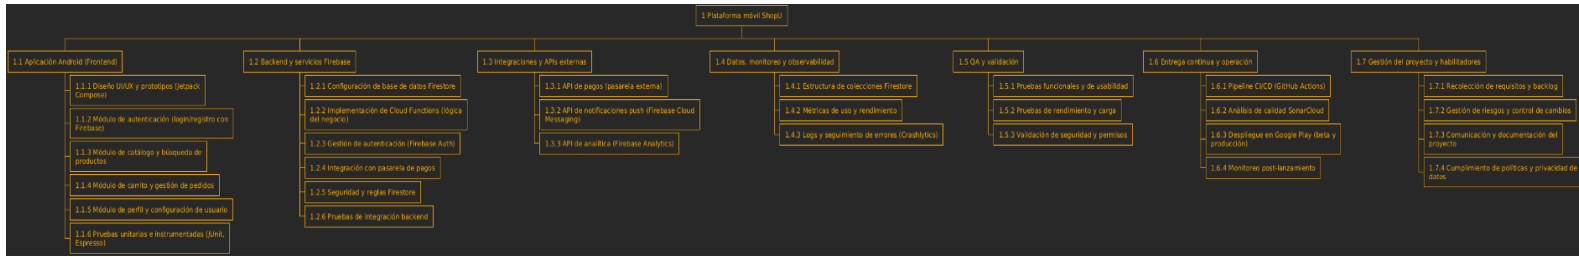 1 Plataforma móvil ShopU
1.1 Aplicación Android (Frontend)
1.1.1 Diseño UI/UX y prototipos (Jetpack
Compose)
1.1.2 Módulo de autenticación (login/registro con
Firebase)
1.1.3 Módulo de catálogo y búsqueda de
productos
1.1.4 Módulo de carrito y gestión de pedidos
1.1.5 Módulo de perfil y configuración de usuario
1.1.6 Pruebas unitarias e instrumentadas (JUnit,
Espresso)
1.2 Backend y servicios Firebase
1.2.1 Configuración de base de datos Firestore
1.2.2 Implementación de Cloud Functions (lógica
del negocio)
1.2.3 Gestión de autenticación (Firebase Auth)
1.2.4 Integración con pasarela de pagos
1.2.5 Seguridad y reglas Firestore
1.2.6 Pruebas de integración backend
1.3 Integraciones y APIs externas
1.3.1 API de pagos (pasarela externa)
1.3.2 API de notificaciones push (Firebase Cloud
Messaging)
1.3.3 API de analítica (Firebase Analytics)
1.4 Datos, monitoreo y observabilidad
1.4.1 Estructura de colecciones Firestore
1.4.2 Métricas de uso y rendimiento
1.4.3 Logs y seguimiento de errores (Crashlytics)
1.5 QA y validación
1.5.1 Pruebas funcionales y de usabilidad
1.5.2 Pruebas de rendimiento y carga
1.5.3 Validación de seguridad y permisos
1.6 Entrega continua y operación
1.6.1 Pipeline CI/CD (GitHub Actions)
1.6.2 Análisis de calidad SonarCloud
1.6.3 Despliegue en Google Play (beta y
producción)
1.6.4 Monitoreo post-lanzamiento
1.7 Gestión del proyecto y habilitadores
1.7.1 Recolección de requisitos y backlog
1.7.2 Gestión de riesgos y control de cambios
1.7.3 Comunicación y documentación del
proyecto
1.7.4 Cumplimiento de políticas y privacidad de
datos